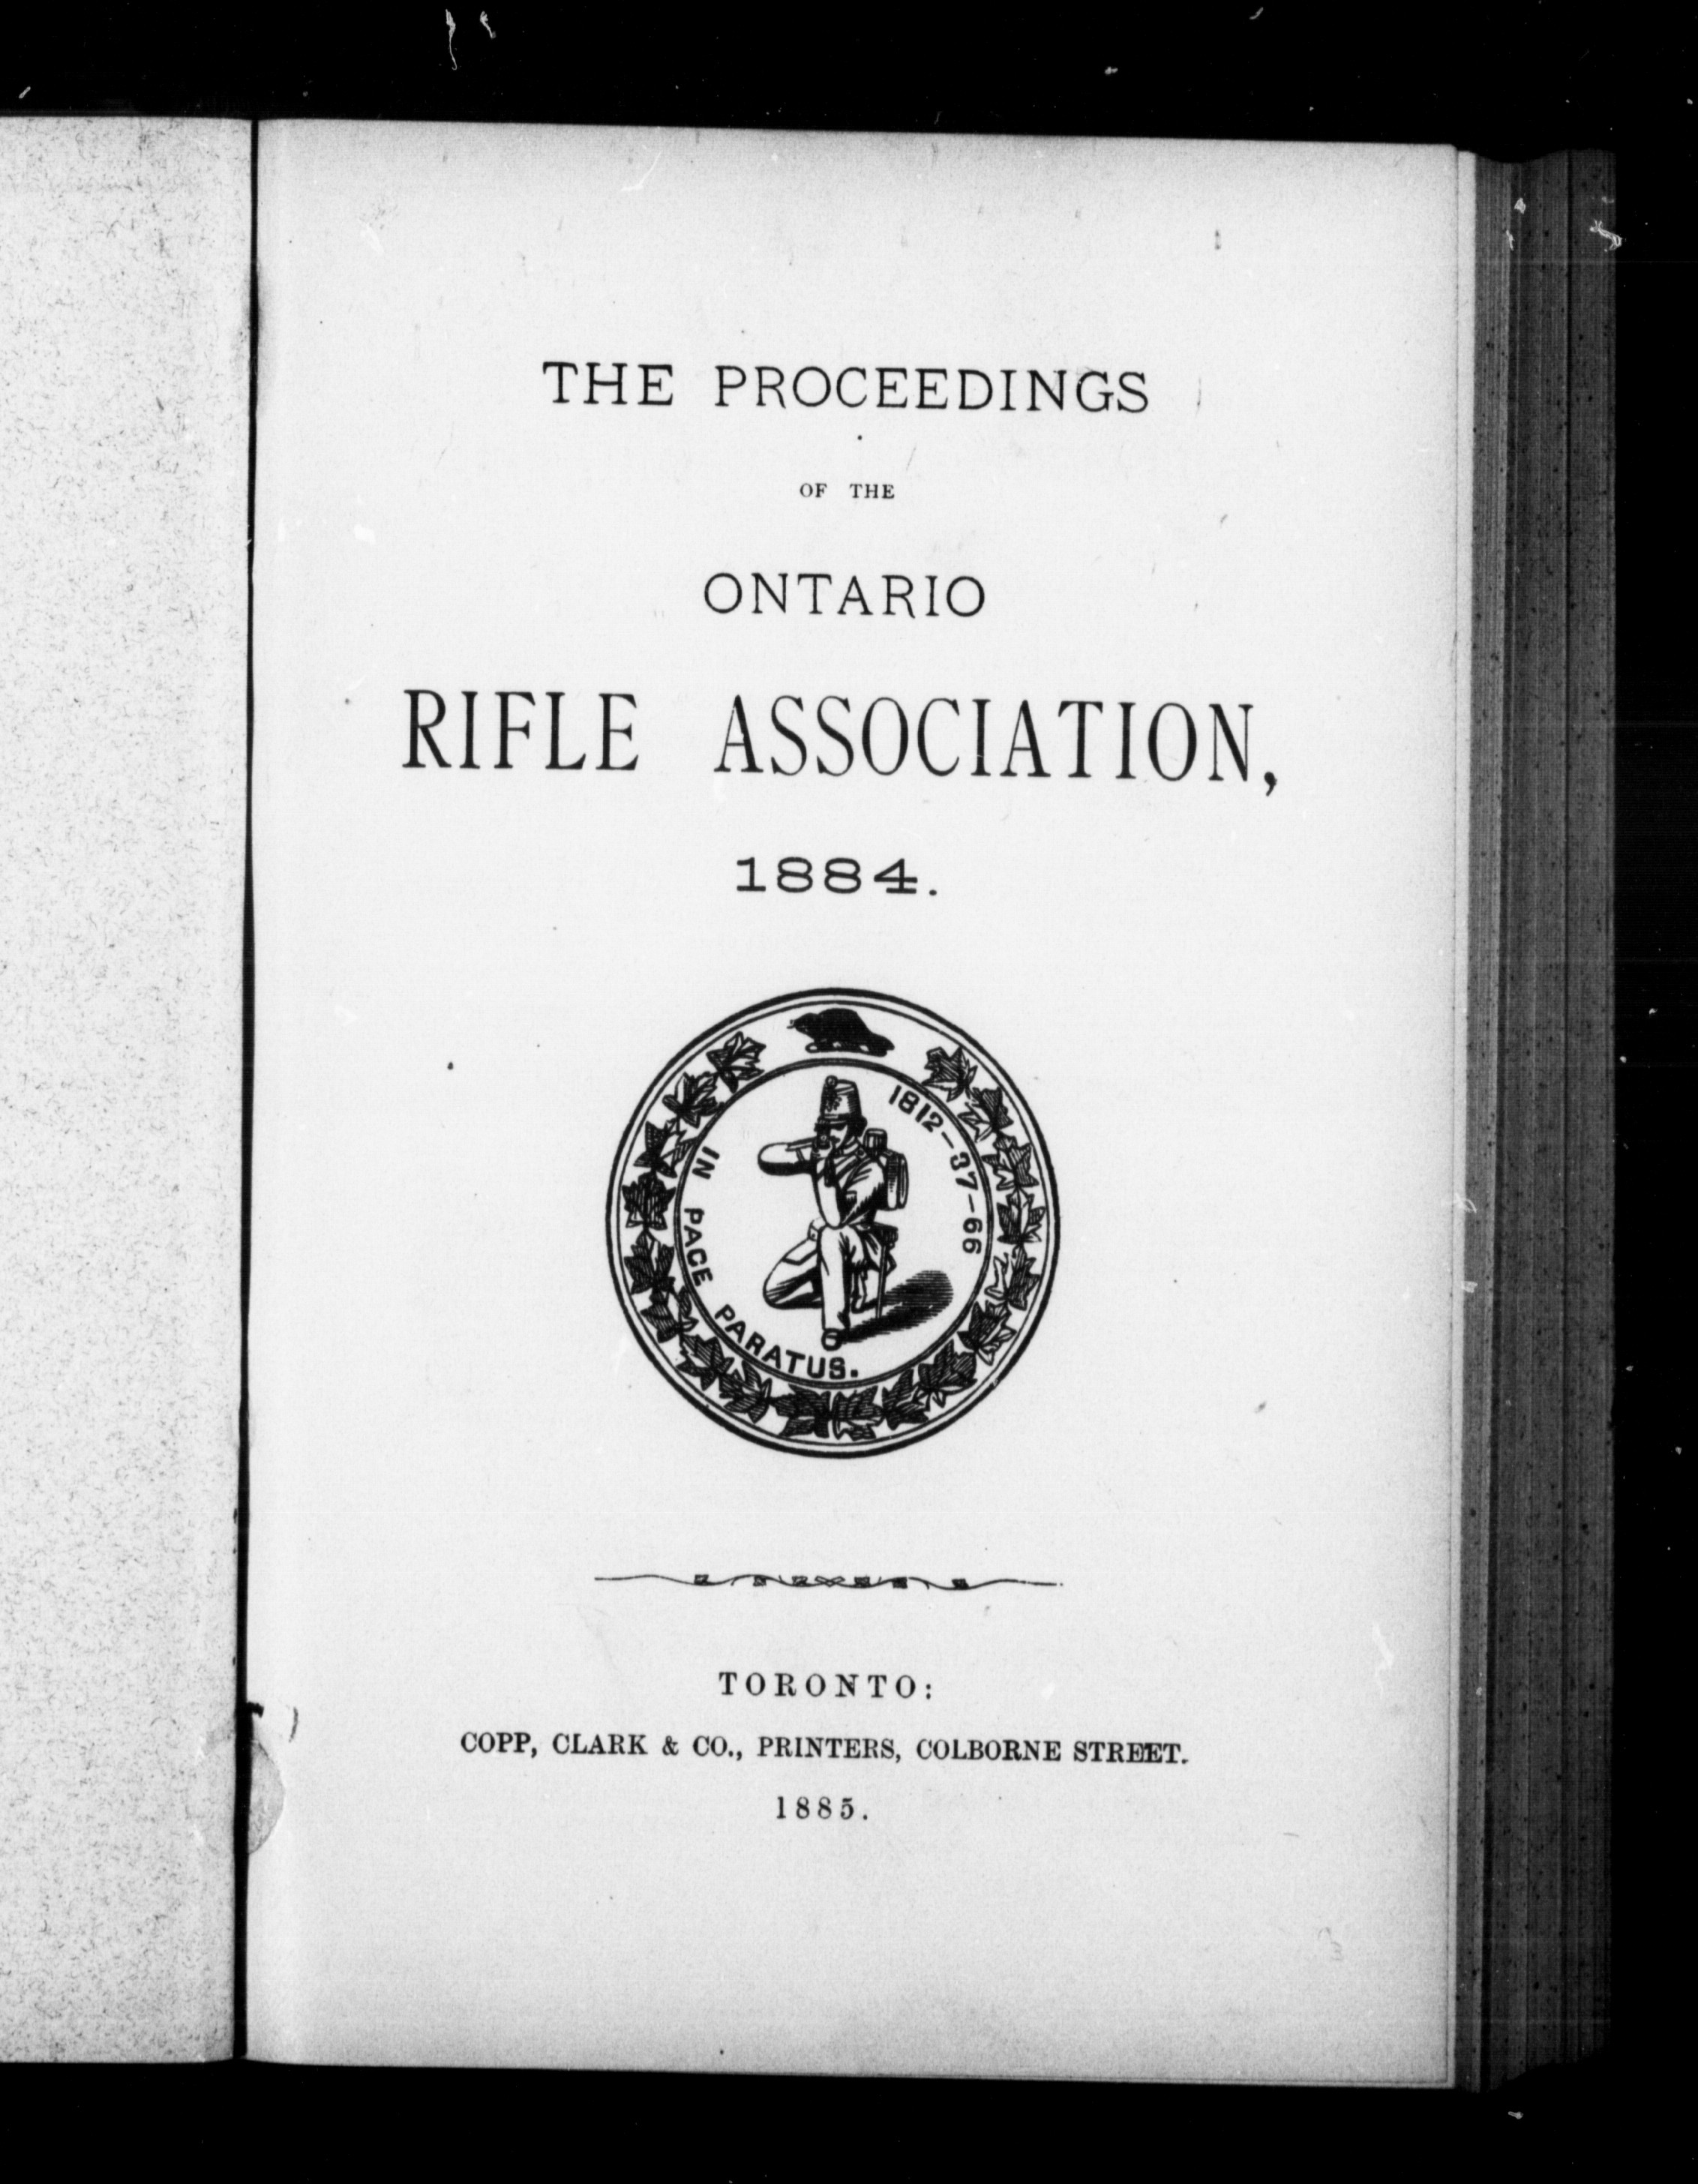 THE PROCEEDINGS
OF THE
ONTARIO
RIFLE ASSOCIATION,
1884.
IN PACE PARATUS.
1812-37-66
TORONTO:
COPP, CLARK & CO., PRINTERS, COLBORNE STREET.
1885.